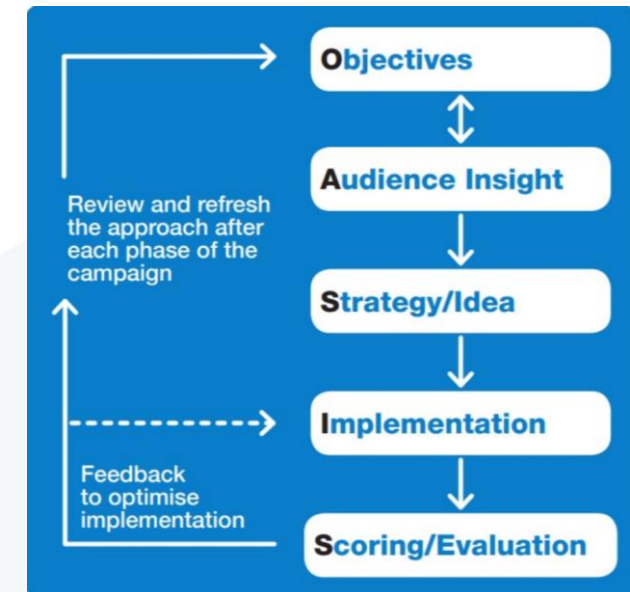 Objectives
Audience Insight
Review and refresh
the approach after
each phase of the
campaign
Strategy/Idea
Implementation
Feedback
to optimise
implementation
Scoring/Evaluation